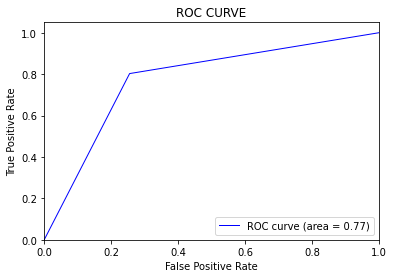 ROC CURVE
1.0
0.8
0.6
0.4
0.2
0.0
True Positive Rate
ROC curve (area = 0.77)
0.0 0.2 0.4 0.6 0.8 1.0
False Positive Rate